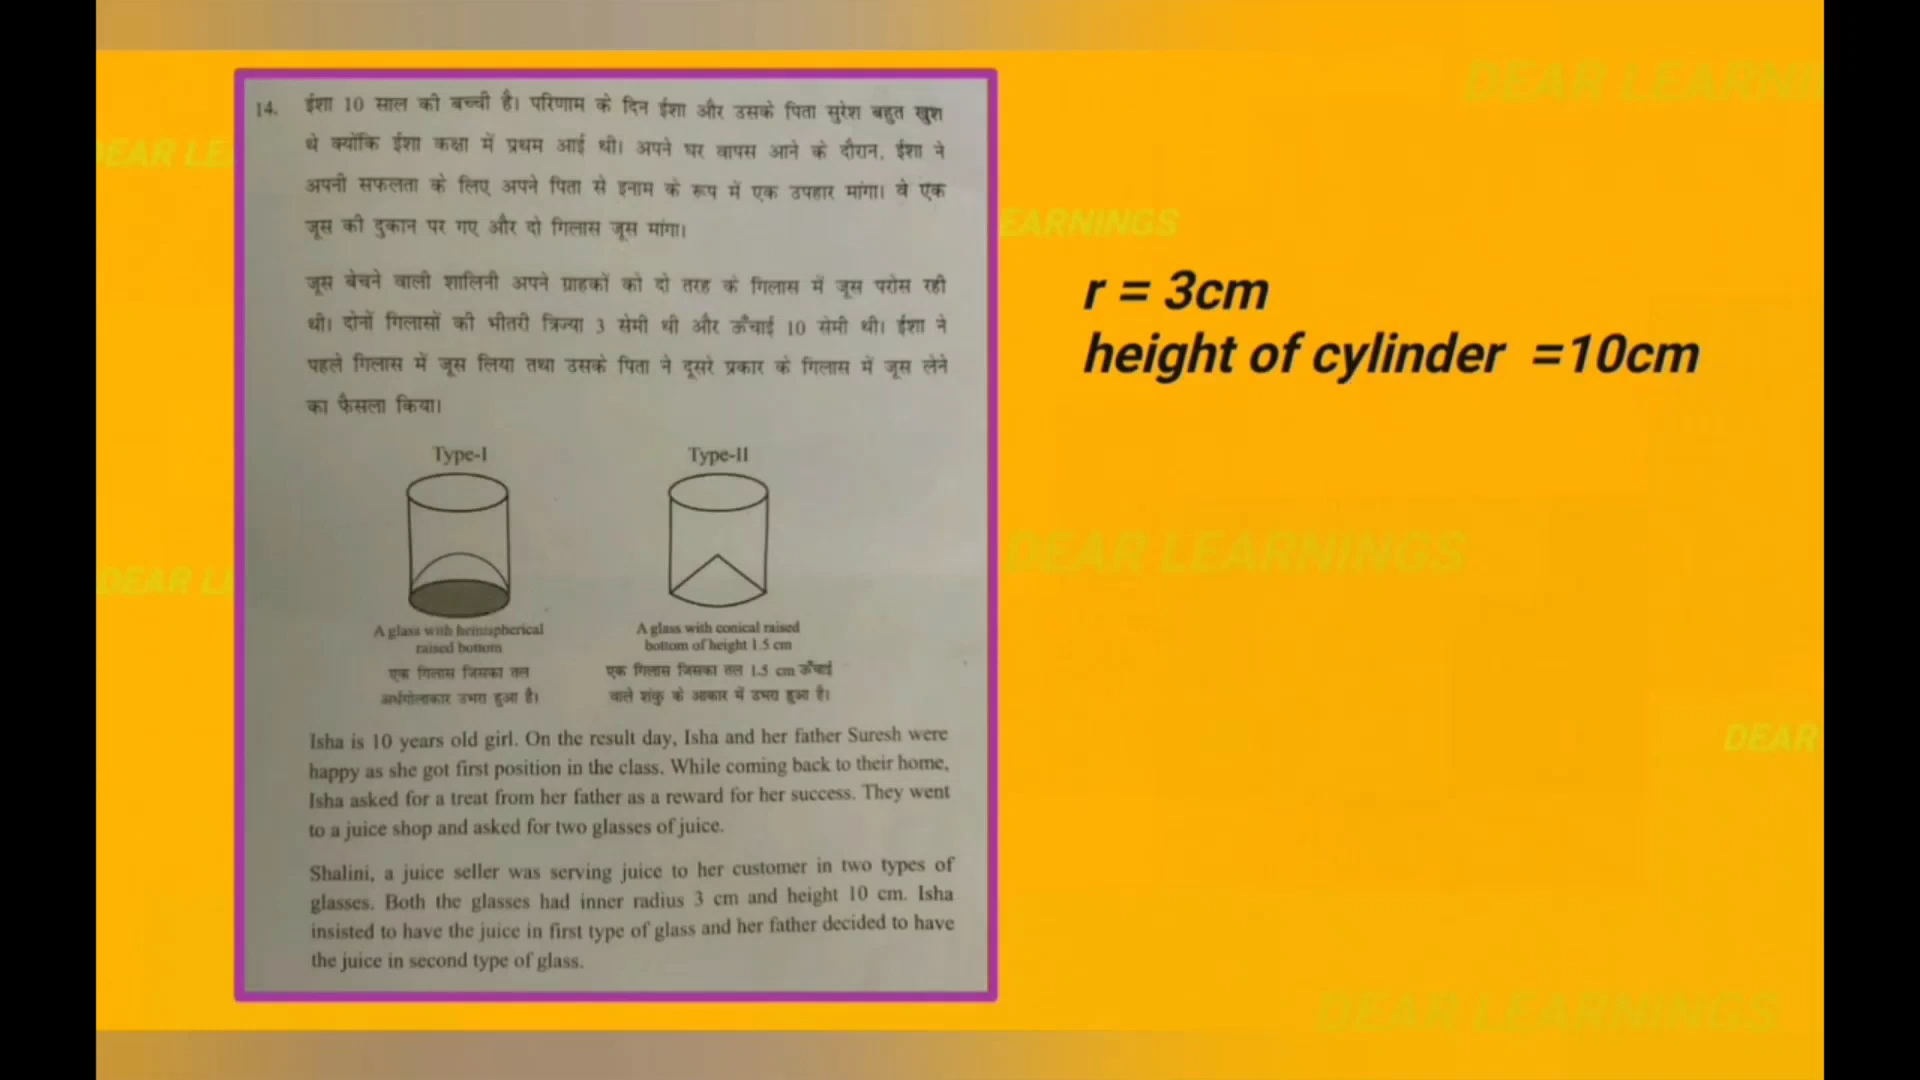 DEAR LEARNI
14. ईशा 10 साल की बच्ची है। परिणाम के दिन ईशा और उसके पिता सुरेश बहुत खुश
थे क्योंकि ईशा कक्षा में प्रथम आई थी। अपने घर वापस आने के दौरान, ईशा ने
अपनी सफलता के लिए अपने पिता से इनाम के रूप में एक उपहार मांगा। वे एक
जूस की दुकान पर गए और दो गिलास जूस मांगा।
जूस बेचने वाली शालिनी अपने ग्राहकों को दो तरह के गिलास में जूस परोस रही
थी। दोनों गिलासों की भीतरी त्रिज्या 3 सेमी थी और ऊँचाई 10 सेमी थी। ईशा ने
पहले गिलास में जूस लिया तथा उसके पिता ने दूसरे प्रकार के गिलास में जूस लेने
का फैसला किया।
Type-I
Type-II
A glass with hemispherical
raised bottom
एक गिलास जिसका तल
अर्धगोलाकार उभरा हुआ है।
A glass with conical raised
bottom of height 1.5 cm
एक गिलास जिसका तल 1.5 cm ऊँचाई
वाले शंकु के आकार में उभरा हुआ है।
Isha is 10 years old girl. On the result day, Isha and her father Suresh were
happy as she got first position in the class. While coming back to their home,
Isha asked for a treat from her father as a reward for her success. They went
to a juice shop and asked for two glasses of juice.
Shalini, a juice seller was serving juice to her customer in two types of
glasses. Both the glasses had inner radius 3 cm and height 10 cm. Isha
insisted to have the juice in first type of glass and her father decided to have
the juice in second type of glass.
r = 3cm
height of cylinder =10cm
EAR LE
EARNINGS
DEAR LEARNINGS
DEAR L
DEAR
DEAR LEARNINGS